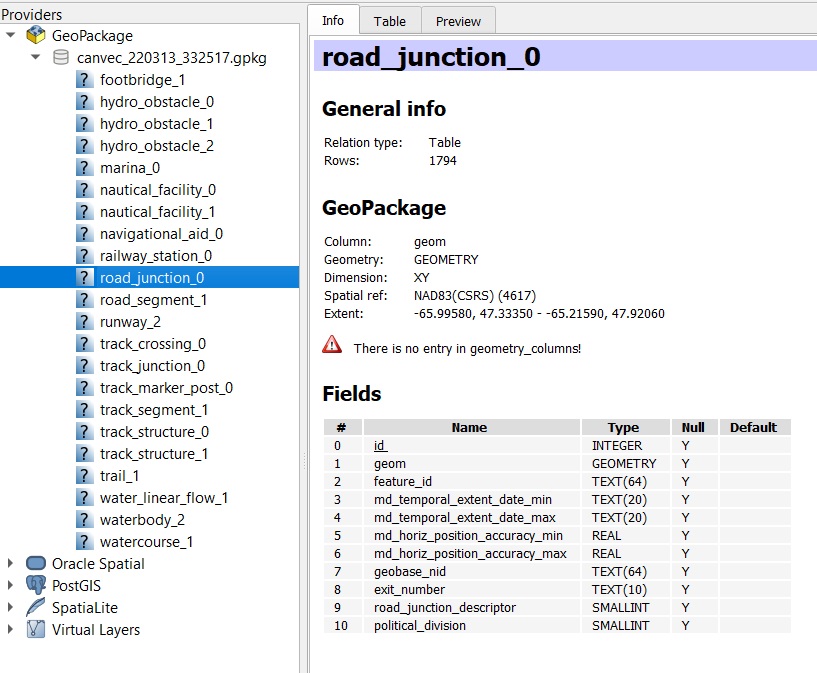 Providers
GeoPackage
canvec_220313_332517.gpkg
footbridge_1
hydro_obstacle_0
hydro_obstacle_1
hydro_obstacle_2
marina_0
nautical_facility_0
nautical_facility_1
navigational_aid_0
railway_station_0
road_junction_0
road_segment_1
runway_2
track_crossing_0
track_junction_0
track_marker_post_0
track_segment_1
track_structure_0
track_structure_1
trail_1
water_linear_flow_1
waterbody_2
watercourse_1
Oracle Spatial
PostGIS
SpatiaLite
Virtual Layers
Info Table Preview
road_junction_0
General info
Relation type: Table
Rows: 1794
GeoPackage
Column: geom
Geometry: GEOMETRY
Dimension: XY
Spatial ref: NAD83(CSRS) (4617)
Extent: -65.99580, 47.33350 - -65.21590, 47.92060
There is no entry in geometry_columns!
Fields
# Name Type Null Default
0 id INTEGER Y
1 geom GEOMETRY Y
2 feature_id TEXT(64) Y
3 md_temporal_extent_date_min TEXT(20) Y
4 md_temporal_extent_date_max TEXT(20) Y
5 md_horiz_position_accuracy_min REAL Y
6 md_horiz_position_accuracy_max REAL Y
7 geobase_nid TEXT(64) Y
8 exit_number TEXT(10) Y
9 road_junction_descriptor SMALLINT Y
10 political_division SMALLINT Y